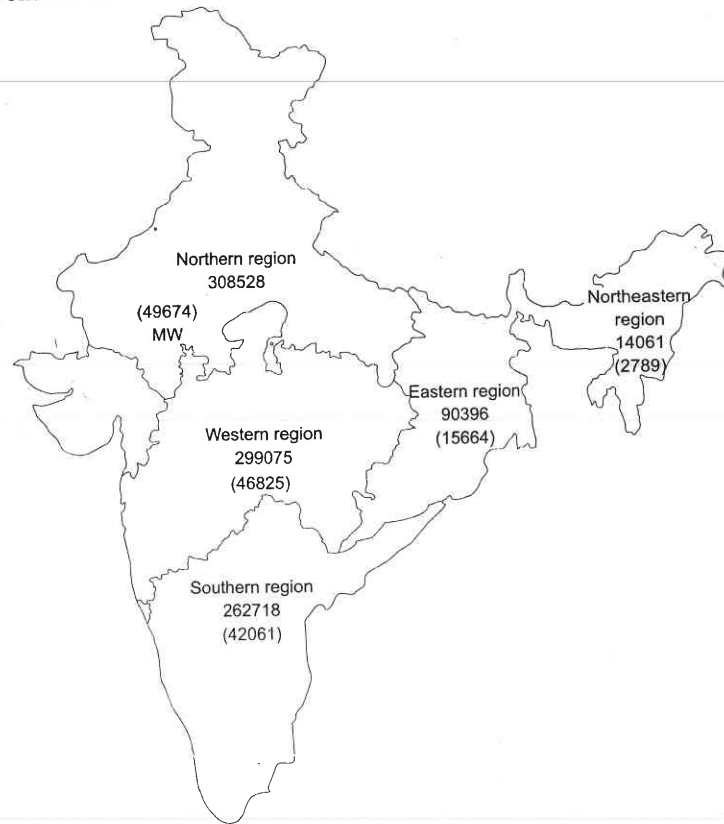 Northern region
308528
(49674)
MW
Northeastern
region
14061
(2789)
Eastern region
90396
(15664)
Western region
299075
(46825)
Southern region
262718
(42061)